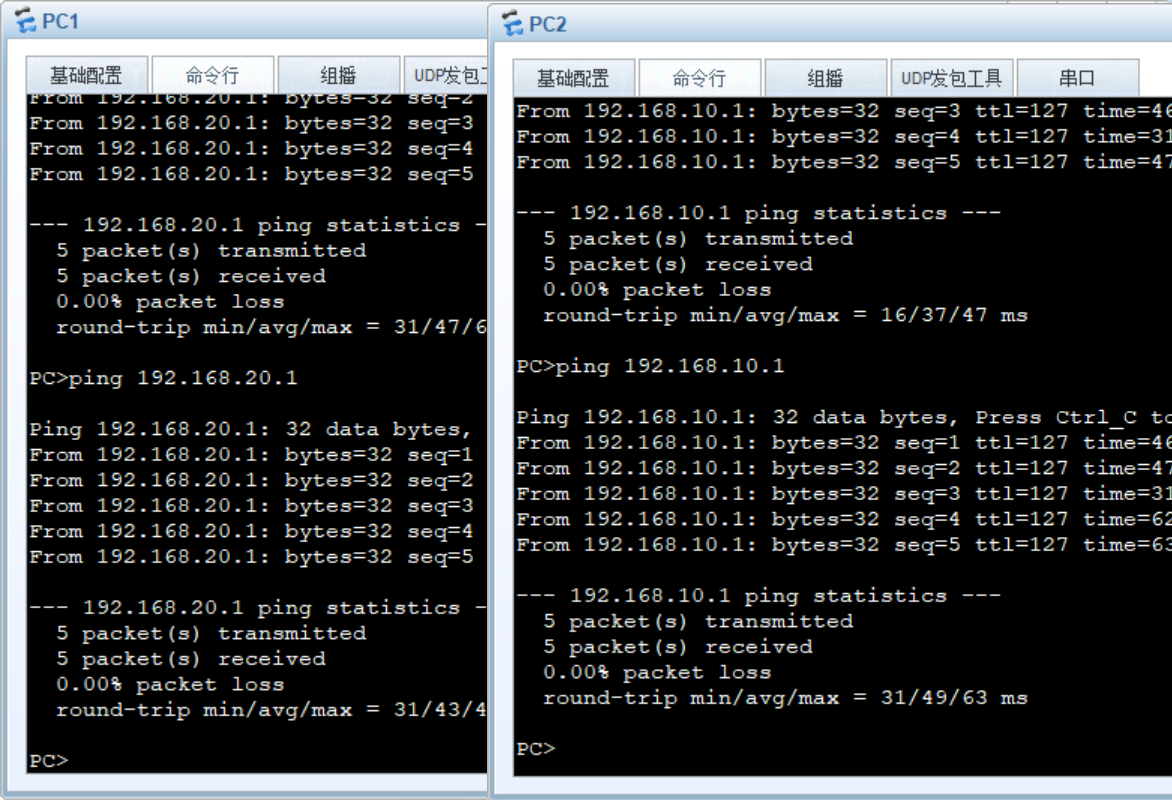 PC1
基础配置
命令行
组播
UDP发包工
From 192.168.20.1: bytes=32 seq=2
From 192.168.20.1: bytes=32 seq=3
From 192.168.20.1: bytes=32 seq=4
From 192.168.20.1: bytes=32 seq=5
--- 192.168.20.1 ping statistics -
5 packet(s) transmitted
5 packet(s) received
0.00% packet loss
round-trip min/avg/max = 31/47/6
PC>ping 192.168.20.1
Ping 192.168.20.1: 32 data bytes,
From 192.168.20.1: bytes=32 seq=1
From 192.168.20.1: bytes=32 seq=2
From 192.168.20.1: bytes=32 seq=3
From 192.168.20.1: bytes=32 seq=4
From 192.168.20.1: bytes=32 seq=5
--- 192.168.20.1 ping statistics -
5 packet(s) transmitted
5 packet(s) received
0.00% packet loss
round-trip min/avg/max = 31/43/4
PC>
PC2
基础配置
命令行
组播
UDP发包工具
串口
From 192.168.10.1: bytes=32 seq=3 ttl=127 time=46
From 192.168.10.1: bytes=32 seq=4 ttl=127 time=31
From 192.168.10.1: bytes=32 seq=5 ttl=127 time=47
--- 192.168.10.1 ping statistics ---
5 packet(s) transmitted
5 packet(s) received
0.00% packet loss
round-trip min/avg/max = 16/37/47 ms
PC>ping 192.168.10.1
Ping 192.168.10.1: 32 data bytes, Press Ctrl_C to
From 192.168.10.1: bytes=32 seq=1 ttl=127 time=46
From 192.168.10.1: bytes=32 seq=2 ttl=127 time=47
From 192.168.10.1: bytes=32 seq=3 ttl=127 time=31
From 192.168.10.1: bytes=32 seq=4 ttl=127 time=62
From 192.168.10.1: bytes=32 seq=5 ttl=127 time=63
--- 192.168.10.1 ping statistics ---
5 packet(s) transmitted
5 packet(s) received
0.00% packet loss
round-trip min/avg/max = 31/49/63 ms
PC>